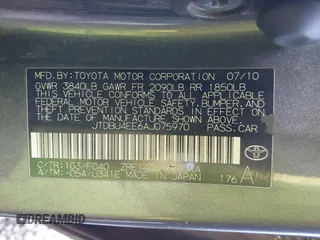 MFD. BY: TOYOTA MOTOR CORPORATION 07/10
GVWR 3840LB GAWR FR 2090LB RR 1850LB
THIS VEHICLE CONFORMS TO ALL APPLICABLE
FEDERAL MOTOR VEHICLE SAFETY, BUMPER, AND
THEFT PREVENTION STANDARDS IN EFFECT ON
THE DATE OF MANUFACTURE SHOWN ABOVE.
JTDBU4EE6AJ075970 PASS.CAR
C/TR:1G3/FC40
A/TM:-05A/U341E MADE IN JAPAN
176 A